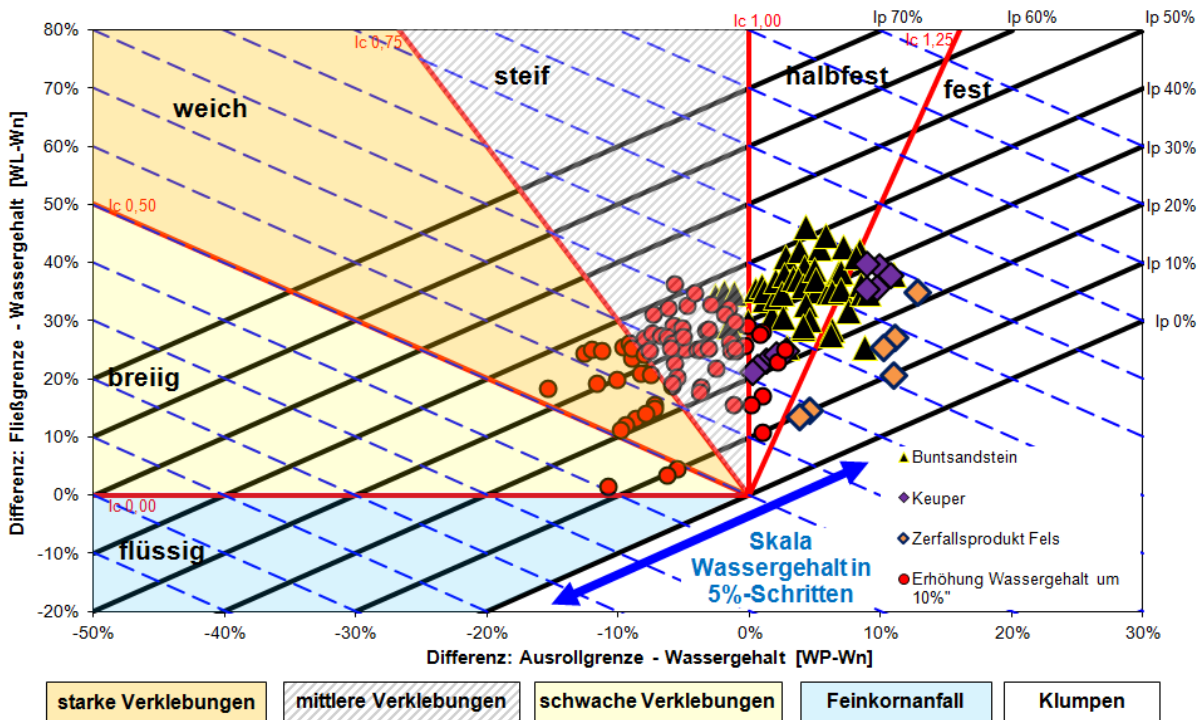 Ic 1,00
Ip 70%
Ip 60%
Ip 50%
80%
Ic 0,75
Ic 1,25
steif
halbfest
fest
weich
70%
Ip 40%
60%
Ip 30%
50%
Ic 0,50
Ip 20%
40%
Ip 10%
30%
Ip 0%
20%
breiig
10%
0%
Ic 0,00
-10%
flüssig
-20%
Differenz: Fließgrenze - Wassergehalt [WL-Wn]
Skala
Wassergehalt in
5%-Schritten
Buntsandstein
Keuper
Zerfallsprodukt Fels
Erhöhung Wassergehalt um
10%"
-50%
-40%
-30%
-20%
-10%
0%
10%
20%
30%
Differenz: Ausrollgrenze - Wassergehalt [WP-Wn]
starke Verklebungen
mittlere Verklebungen
schwache Verklebungen
Feinkornanfall
Klumpen